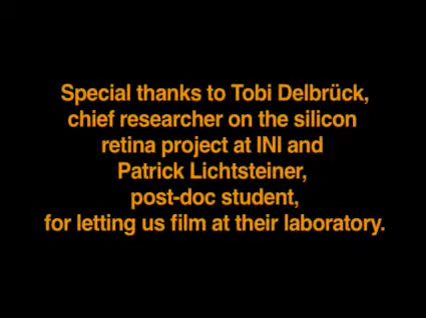 Special thanks to Tobi Delbrück,
chief researcher on the silicon
retina project at INI and
Patrick Lichtsteiner,
post-doc student,
for letting us film at their laboratory.